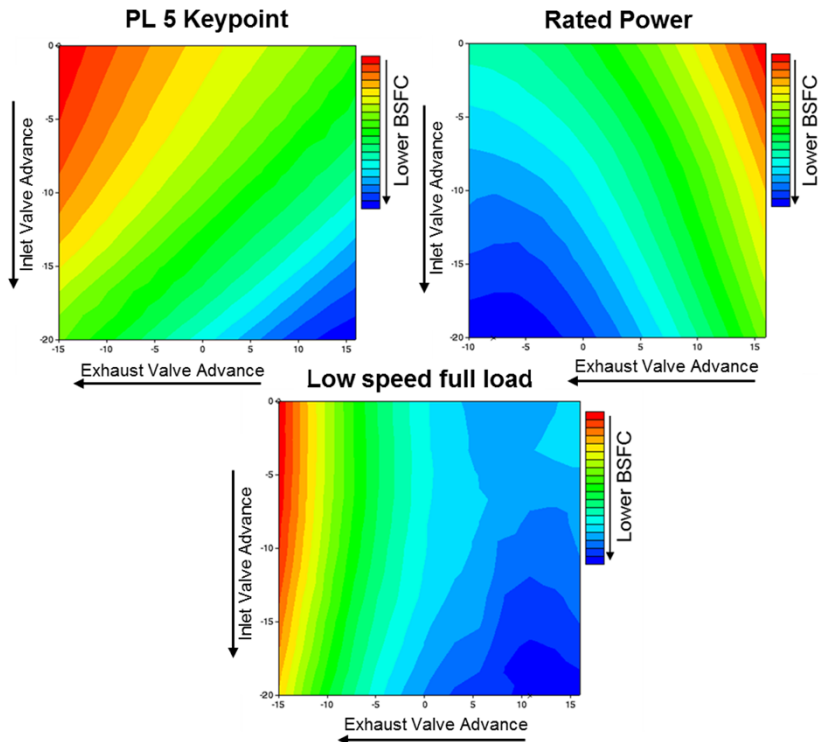 PL 5 Keypoint
0
-5
-10
-15
-20
-15
-10
-5
0
5
10
15
Inlet Valve Advance
Exhaust Valve Advance
Lower BSFC
Rated Power
0
-5
-10
-15
-20
-10
-5
0
5
10
15
Inlet Valve Advance
Exhaust Valve Advance
Lower BSFC
Low speed full load
0
-5
-10
-15
-20
-15
-10
-5
0
5
10
15
Inlet Valve Advance
Exhaust Valve Advance
Lower BSFC